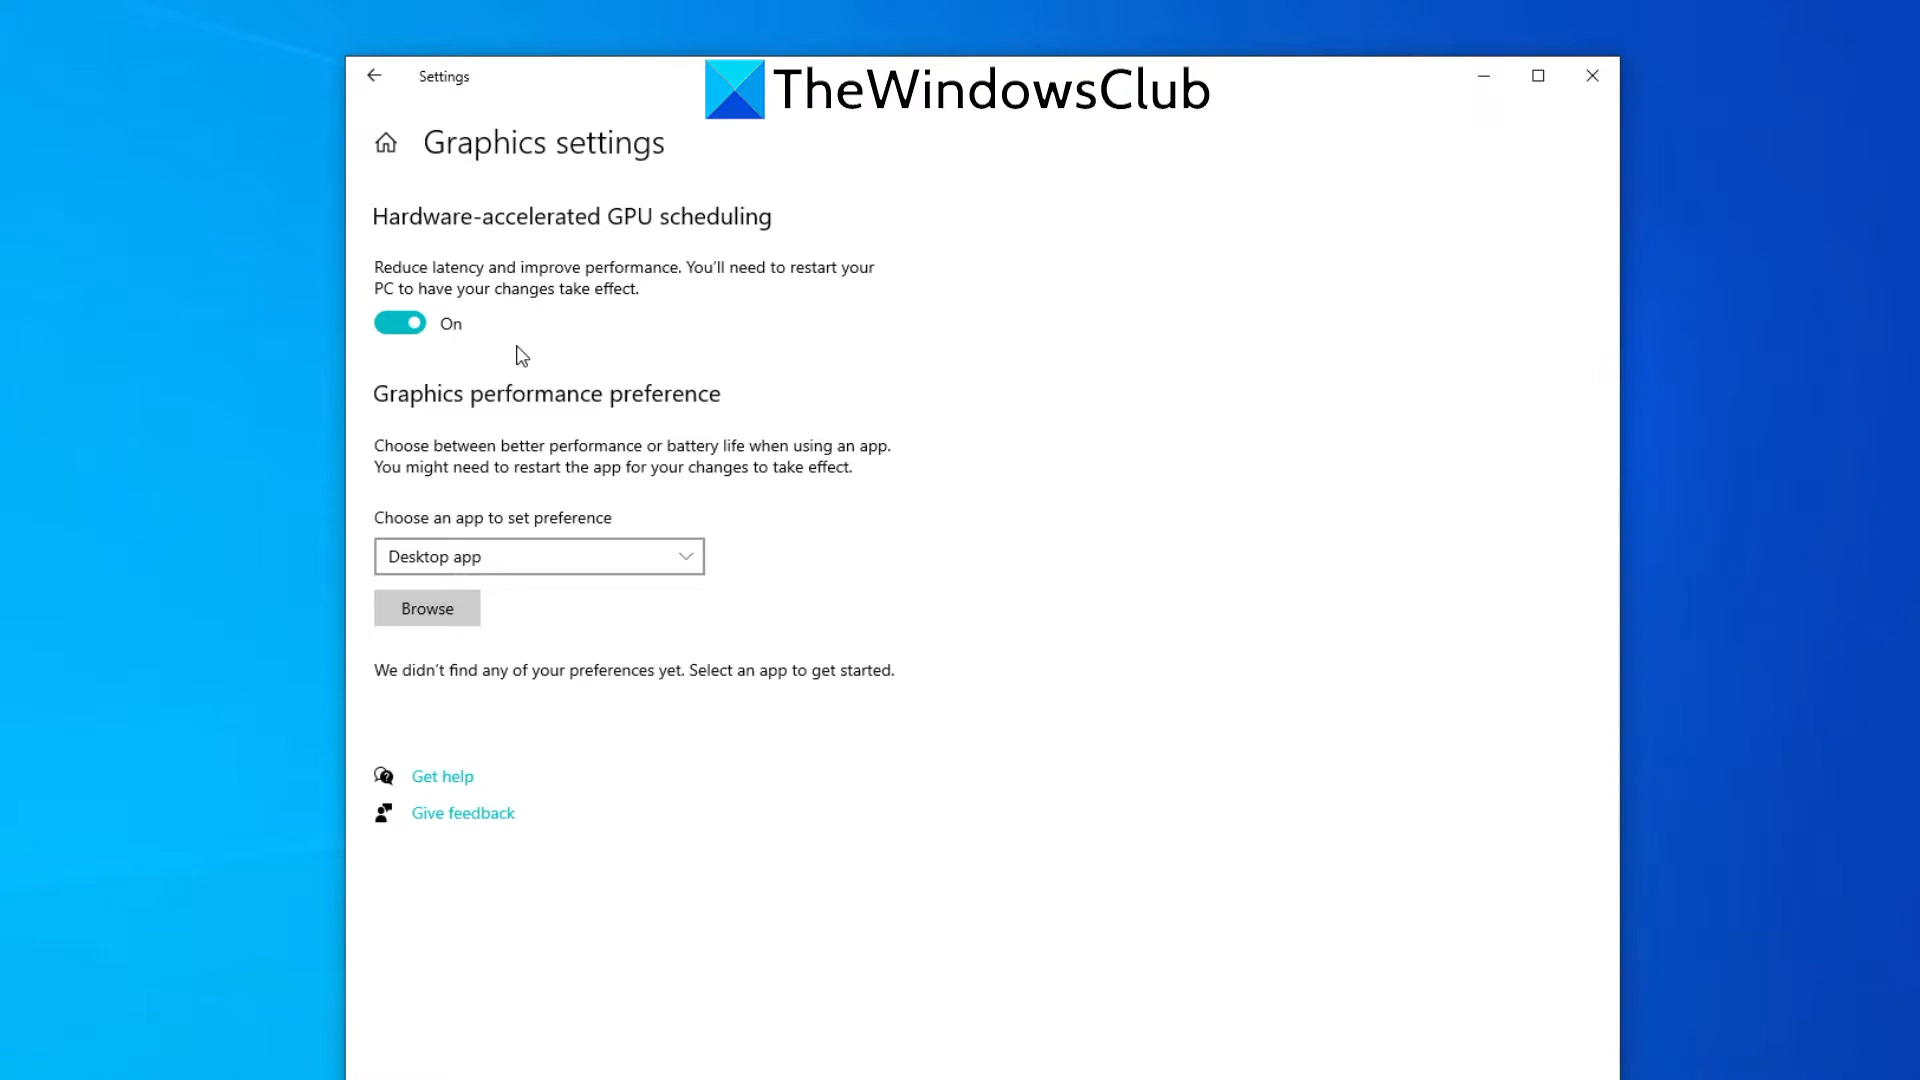 Settings
TheWindowsClub
Graphics settings
Hardware-accelerated GPU scheduling
Reduce latency and improve performance. You'll need to restart your
PC to have your changes take effect.
On
Graphics performance preference
Choose between better performance or battery life when using an app.
You might need to restart the app for your changes to take effect.
Choose an app to set preference
Desktop app
Browse
We didn't find any of your preferences yet. Select an app to get started.
Get help
Give feedback